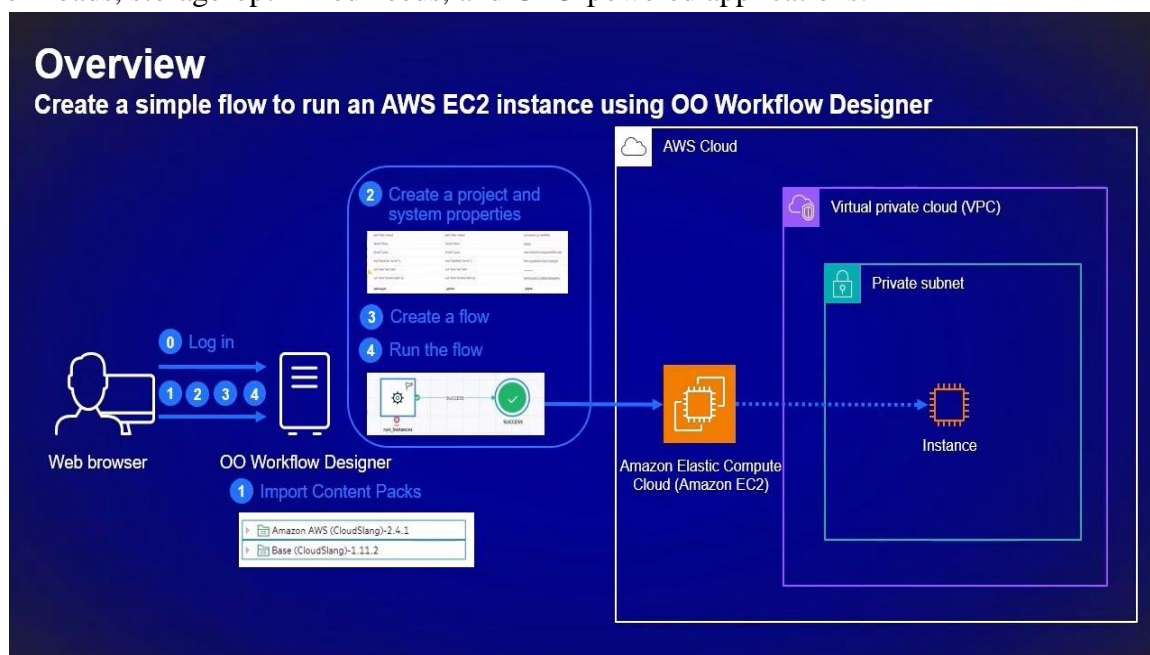 Overview
Create a simple flow to run an AWS EC2 instance using OO Workflow Designer
AWS Cloud
2 Create a project and
system properties
Virtual private cloud (VPC)
Private subnet
3 Create a flow
0 Log in
4 Run the flow
1 2 3 4
SUCCESS
SUCCESS
run_instances
Web browser
OO Workflow Designer
Amazon Elastic Compute
Cloud (Amazon EC2)
Instance
1 Import Content Packs
Amazon AWS (CloudSlang)-2.4.1
Base (CloudSlang)-1.11.2